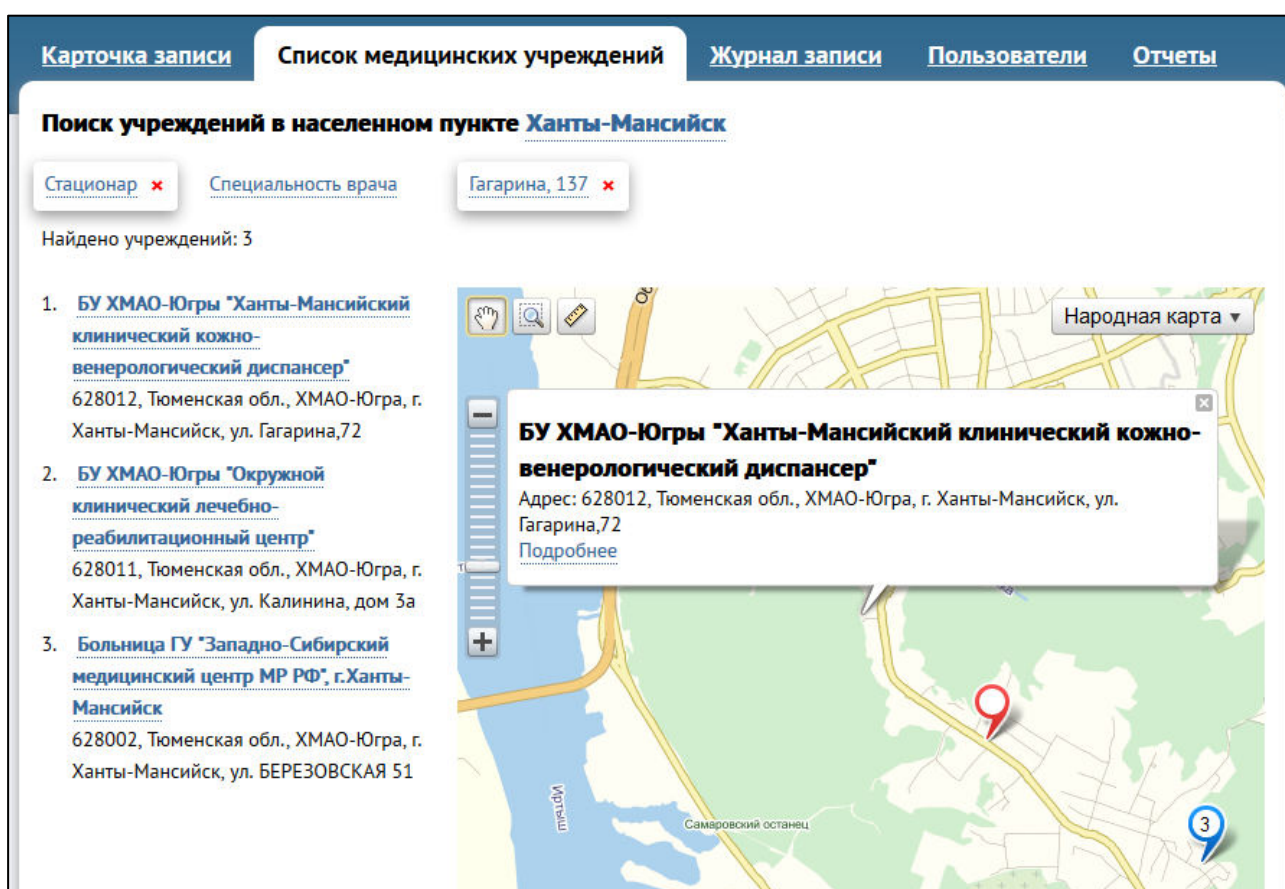 Карточка записи Список медицинских учреждений Журнал записи Пользователи Отчеты
Поиск учреждений в населенном пункте Ханты-Мансийск
Стационар × Специальность врача Гагарина, 137 ×
Найдено учреждений: 3
1. БУ ХМАО-Югры "Ханты-Мансийский
клинический кожно-
венерологический диспансер"
628012, Тюменская обл., ХМАО-Югра, г.
Ханты-Мансийск, ул. Гагарина,72
2. БУ ХМАО-Югры "Окружной
клинический лечебно-
реабилитационный центр"
628011, Тюменская обл., ХМАО-Югра, г.
Ханты-Мансийск, ул. Калинина, дом 3а
3. Больница ГУ "Западно-Сибирский
медицинский центр МР РФ", г.Ханты-
Мансийск
628002, Тюменская обл., ХМАО-Югра, г.
Ханты-Мансийск, ул. БЕРЕЗОВСКАЯ 51
Народная карта
БУ ХМАО-Югры "Ханты-Мансийский клинический кожно-
венерологический диспансер"
Адрес: 628012, Тюменская обл., ХМАО-Югра, г. Ханты-Мансийск, ул.
Гагарина,72
Подробнее
Иртыш
Самаровский останец
3